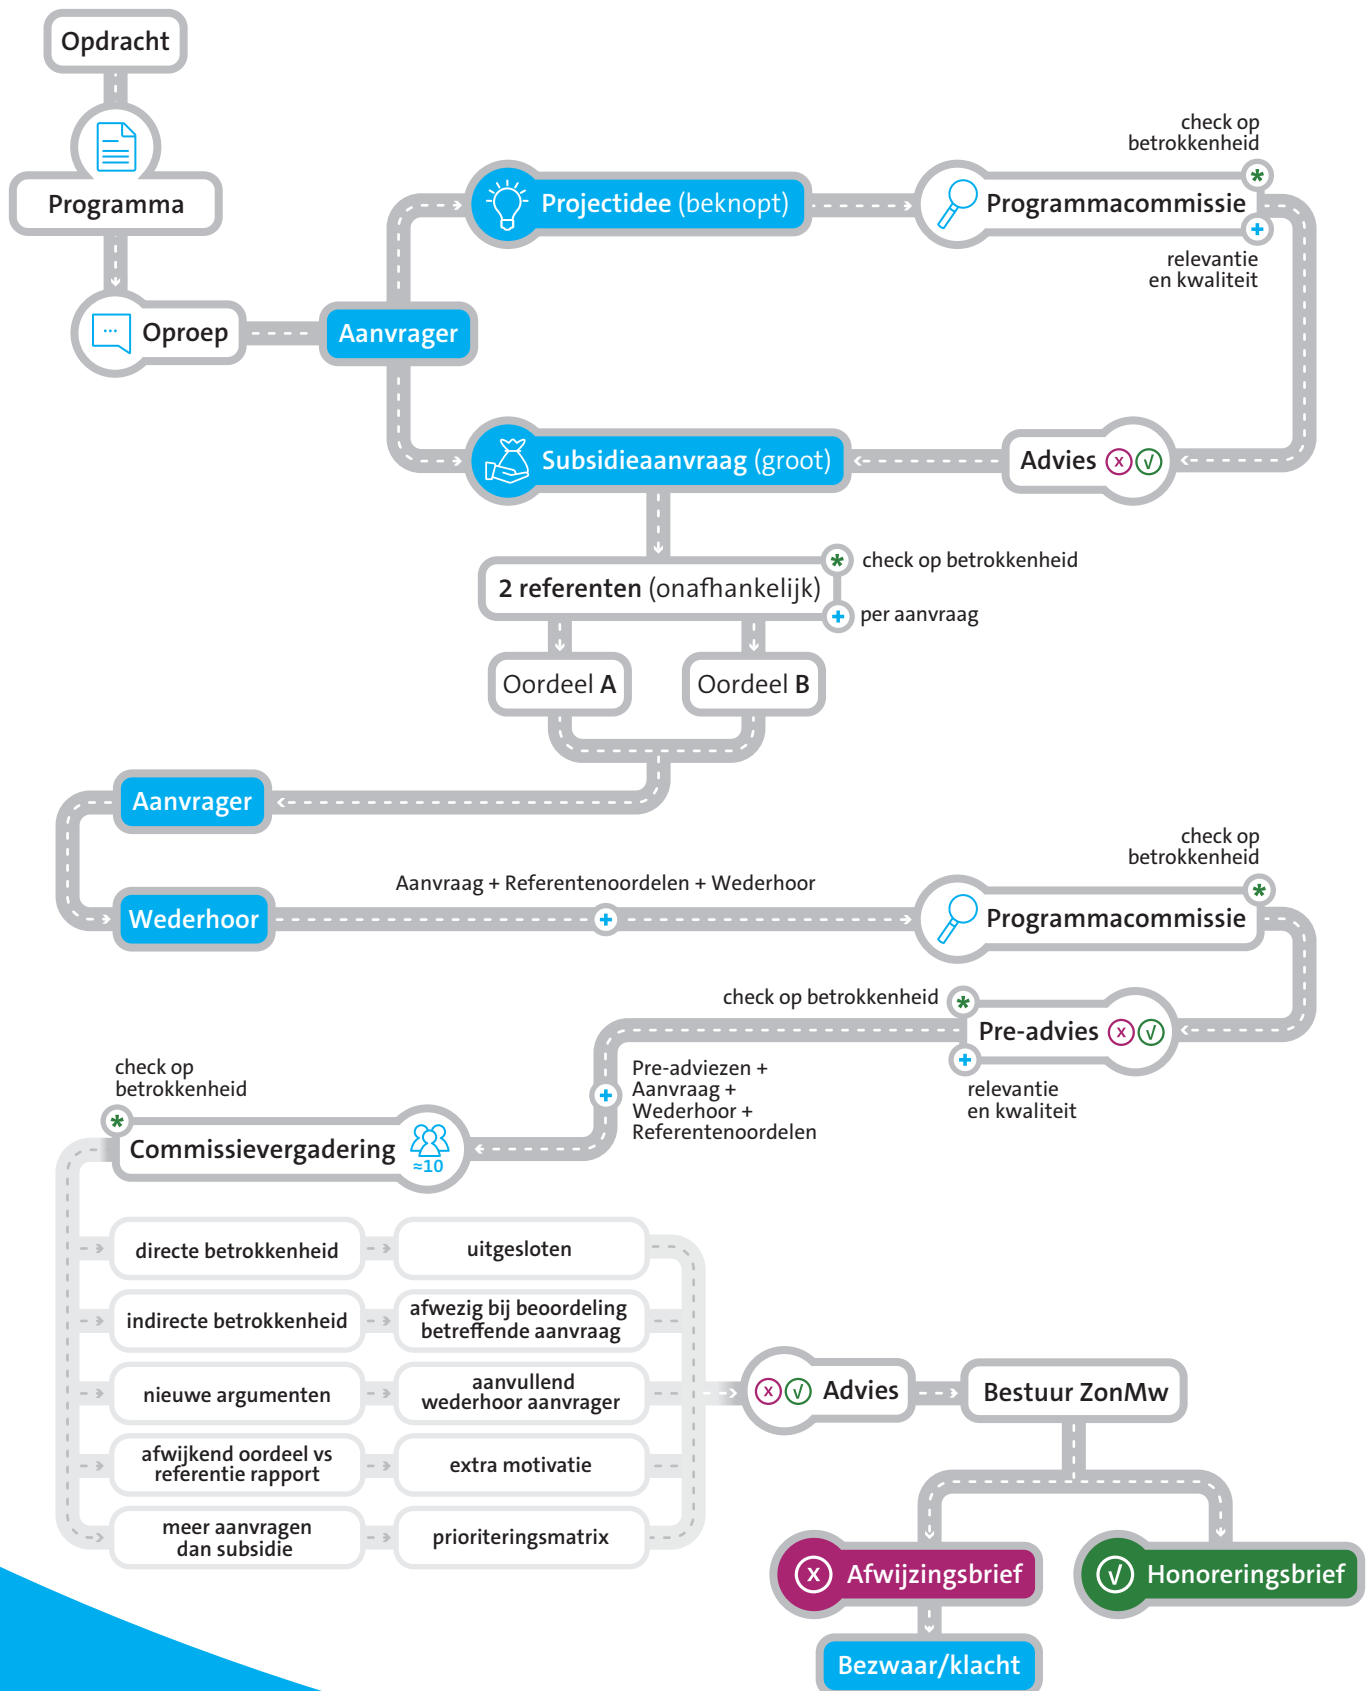 Opdracht
Programma
Oproep
Aanvrager
Projectidee (beknopt)
check op
betrokkenheid
*
Programmacommissie
+
relevantie
en kwaliteit
Advies x √
Subsidieaanvraag (groot)
2 referenten (onafhankelijk)
* check op betrokkenheid
+ per aanvraag
Oordeel A
Oordeel B
Aanvrager
Wederhoor
Aanvraag + Referentenoordelen + Wederhoor
+
check op
betrokkenheid
*
Programmacommissie
check op betrokkenheid *
Pre-advies x √
+
relevantie
en kwaliteit
+
Pre-adviezen +
Aanvraag +
Wederhoor +
Referentenoordelen
check op
betrokkenheid
*
Commissievergadering
≈10
directe betrokkenheid
uitgesloten
indirecte betrokkenheid
afwezig bij beoordeling
betreffende aanvraag
nieuwe argumenten
aanvullend
wederhoor aanvrager
afwijkend oordeel vs
referentie rapport
extra motivatie
meer aanvragen
dan subsidie
prioriteringsmatrix
x √ Advies
Bestuur ZonMw
x Afwijzingsbrief
√ Honoreringsbrief
Bezwaar/klacht